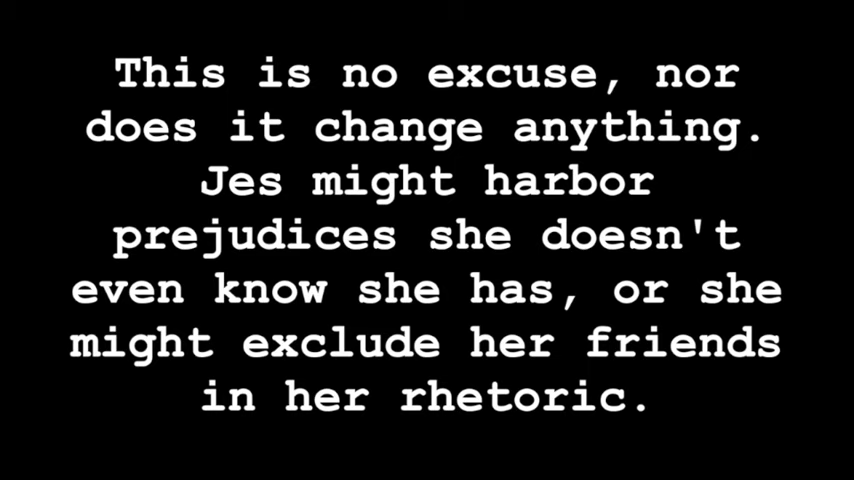 This is no excuse, nor
does it change anything.
Jes might harbor
prejudices she doesn't
even know she has, or she
might exclude her friends
in her rhetoric.